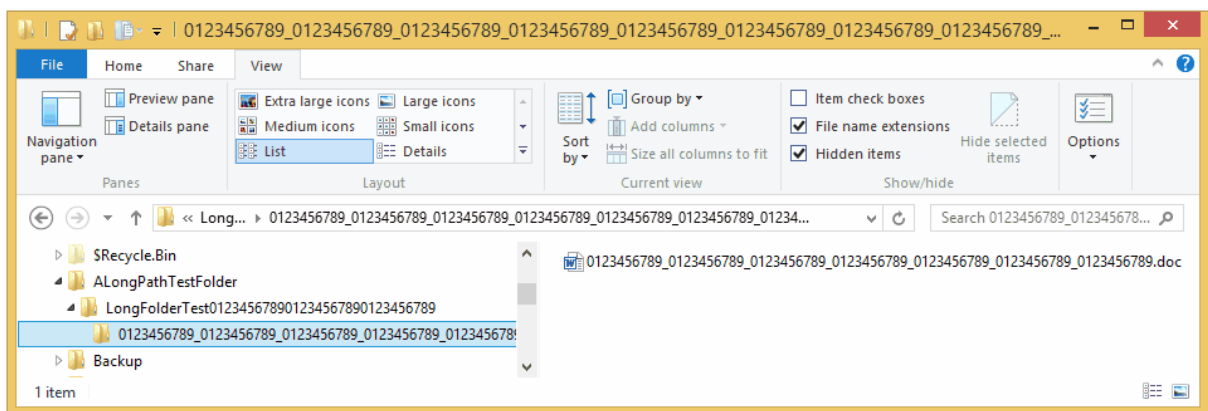 0123456789_0123456789_0123456789_0123456789_0123456789_0123456789_0123456789_0123456789_...
File Home Share View
Preview pane
Details pane
Navigation pane
Panes
Extra large icons Large icons
Medium icons Small icons
List Details
Layout
Sort by
Group by
Add columns
Size all columns to fit
Current view
Item check boxes
File name extensions
Hidden items
Hide selected items
Show/hide
Options
« Long... 0123456789_0123456789_0123456789_0123456789_0123456789_0123456789_01234...
Search 0123456789_012345678...
$Recycle.Bin
ALongPathTestFolder
LongFolderTest012345678901234567890123456789
0123456789_0123456789_0123456789_0123456789_0123456789
Backup
0123456789_0123456789_0123456789_0123456789_0123456789_0123456789_0123456789.doc
1 item